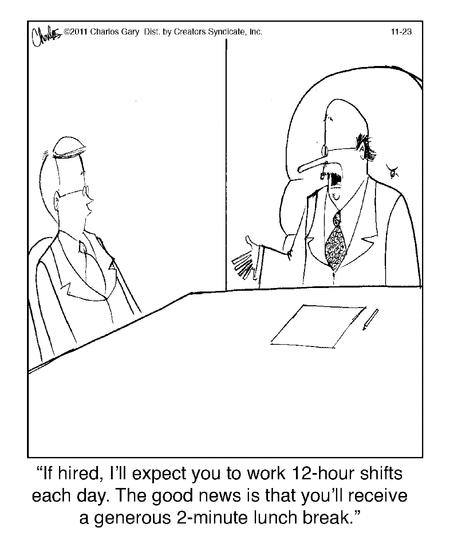 Charlos ©2011 Charlos Gary Dist. by Creators Syndicate, Inc. 11-23
“If hired, I’ll expect you to work 12-hour shifts
each day. The good news is that you’ll receive
a generous 2-minute lunch break.”